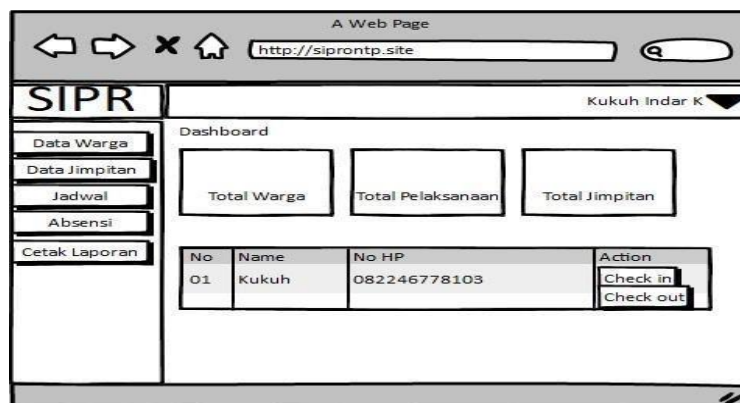 A Web Page
http://siprontp.site
SIPR
Kukuh Indar K
Data Warga
Data Jimpitan
Jadwal
Absensi
Cetak Laporan
Dashboard
Total Warga Total Pelaksanaan Total Jimpitan
No Name No HP Action
01 Kukuh 082246778103 Check in
Check out